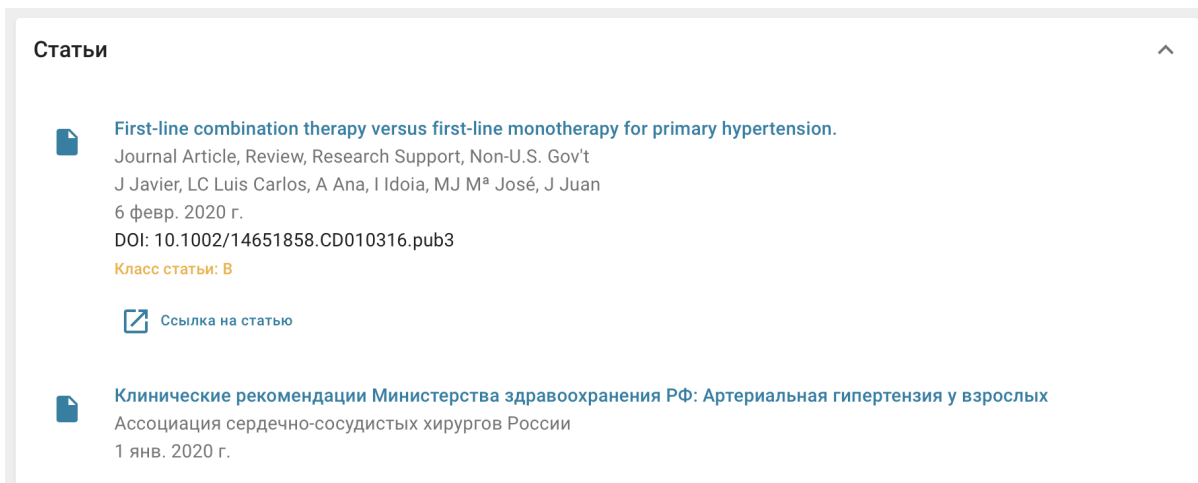 Статьи
First-line combination therapy versus first-line monotherapy for primary hypertension.
Journal Article, Review, Research Support, Non-U.S. Gov't
J Javier, LC Luis Carlos, A Ana, I Idoia, MJ Mª José, J Juan
6 февр. 2020 г.
DOI: 10.1002/14651858.CD010316.pub3
Класс статьи: B
Ссылка на статью
Клинические рекомендации Министерства здравоохранения РФ: Артериальная гипертензия у взрослых
Ассоциация сердечно-сосудистых хирургов России
1 янв. 2020 г.